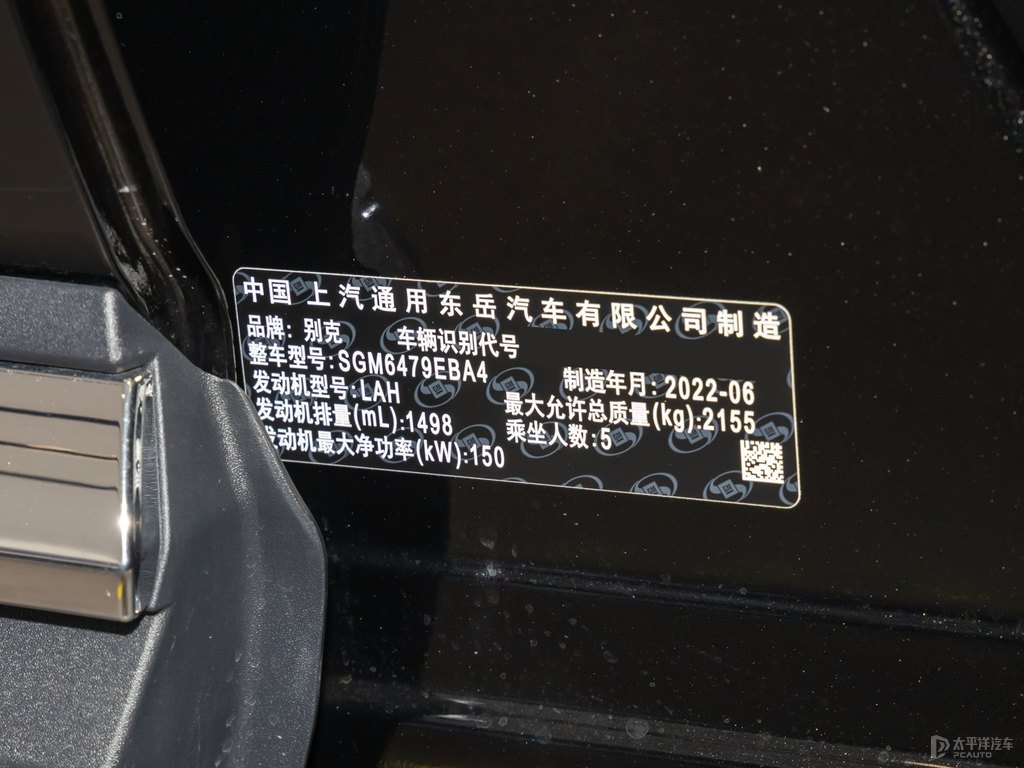 中国 上汽通用东岳汽车有限公司制造
品牌: 别克 车辆识别代号
整车型号:SGM6479EBA4 制造年月: 2022-06
发动机型号:LAH 最大允许总质量(kg):2155
发动机排量(mL):1498 乘坐人数:5
发动机最大净功率(kW):150
太平洋汽车
PCAUTO